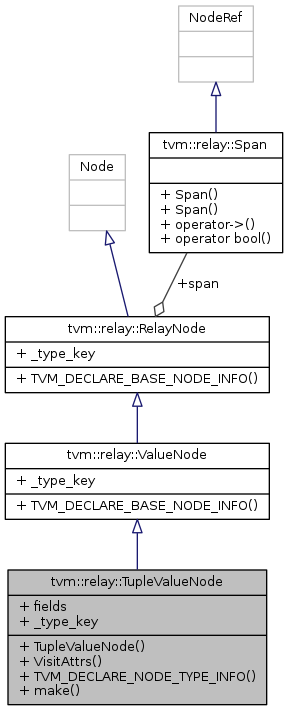 NodeRef
tvm::relay::Span
+ Span()
+ Span()
+ operator->()
+ operator bool()
Node
+span
tvm::relay::RelayNode
+ _type_key
+ TVM_DECLARE_BASE_NODE_INFO()
tvm::relay::ValueNode
+ _type_key
+ TVM_DECLARE_BASE_NODE_INFO()
tvm::relay::TupleValueNode
+ fields
+ _type_key
+ TupleValueNode()
+ VisitAttrs()
+ TVM_DECLARE_NODE_TYPE_INFO()
+ make()